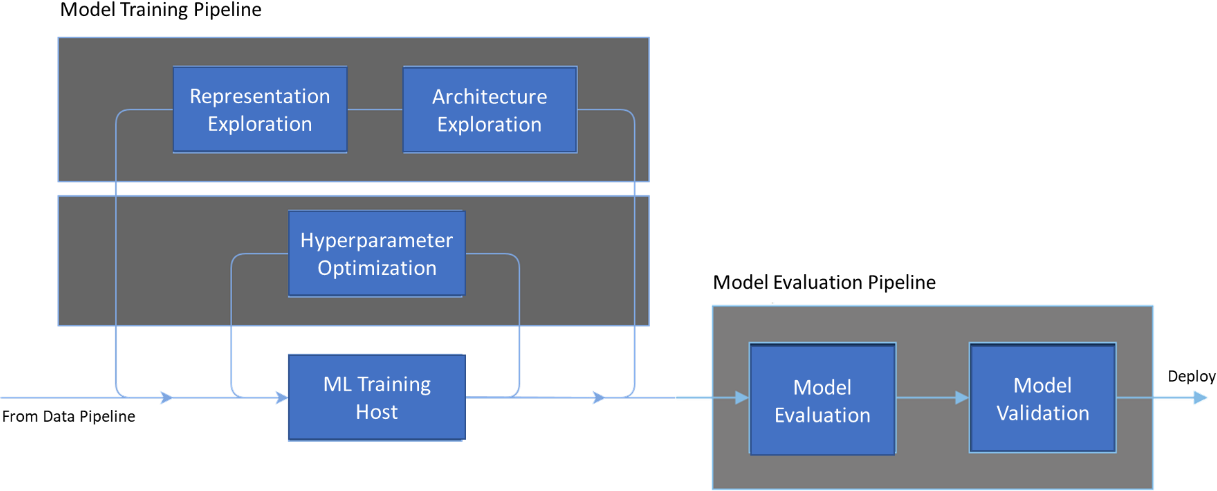 Model Training Pipeline
Representation
Exploration
Architecture
Exploration
Hyperparameter
Optimization
ML Training
Host
From Data Pipeline
Model Evaluation Pipeline
Model
Evaluation
Model
Validation
Deploy